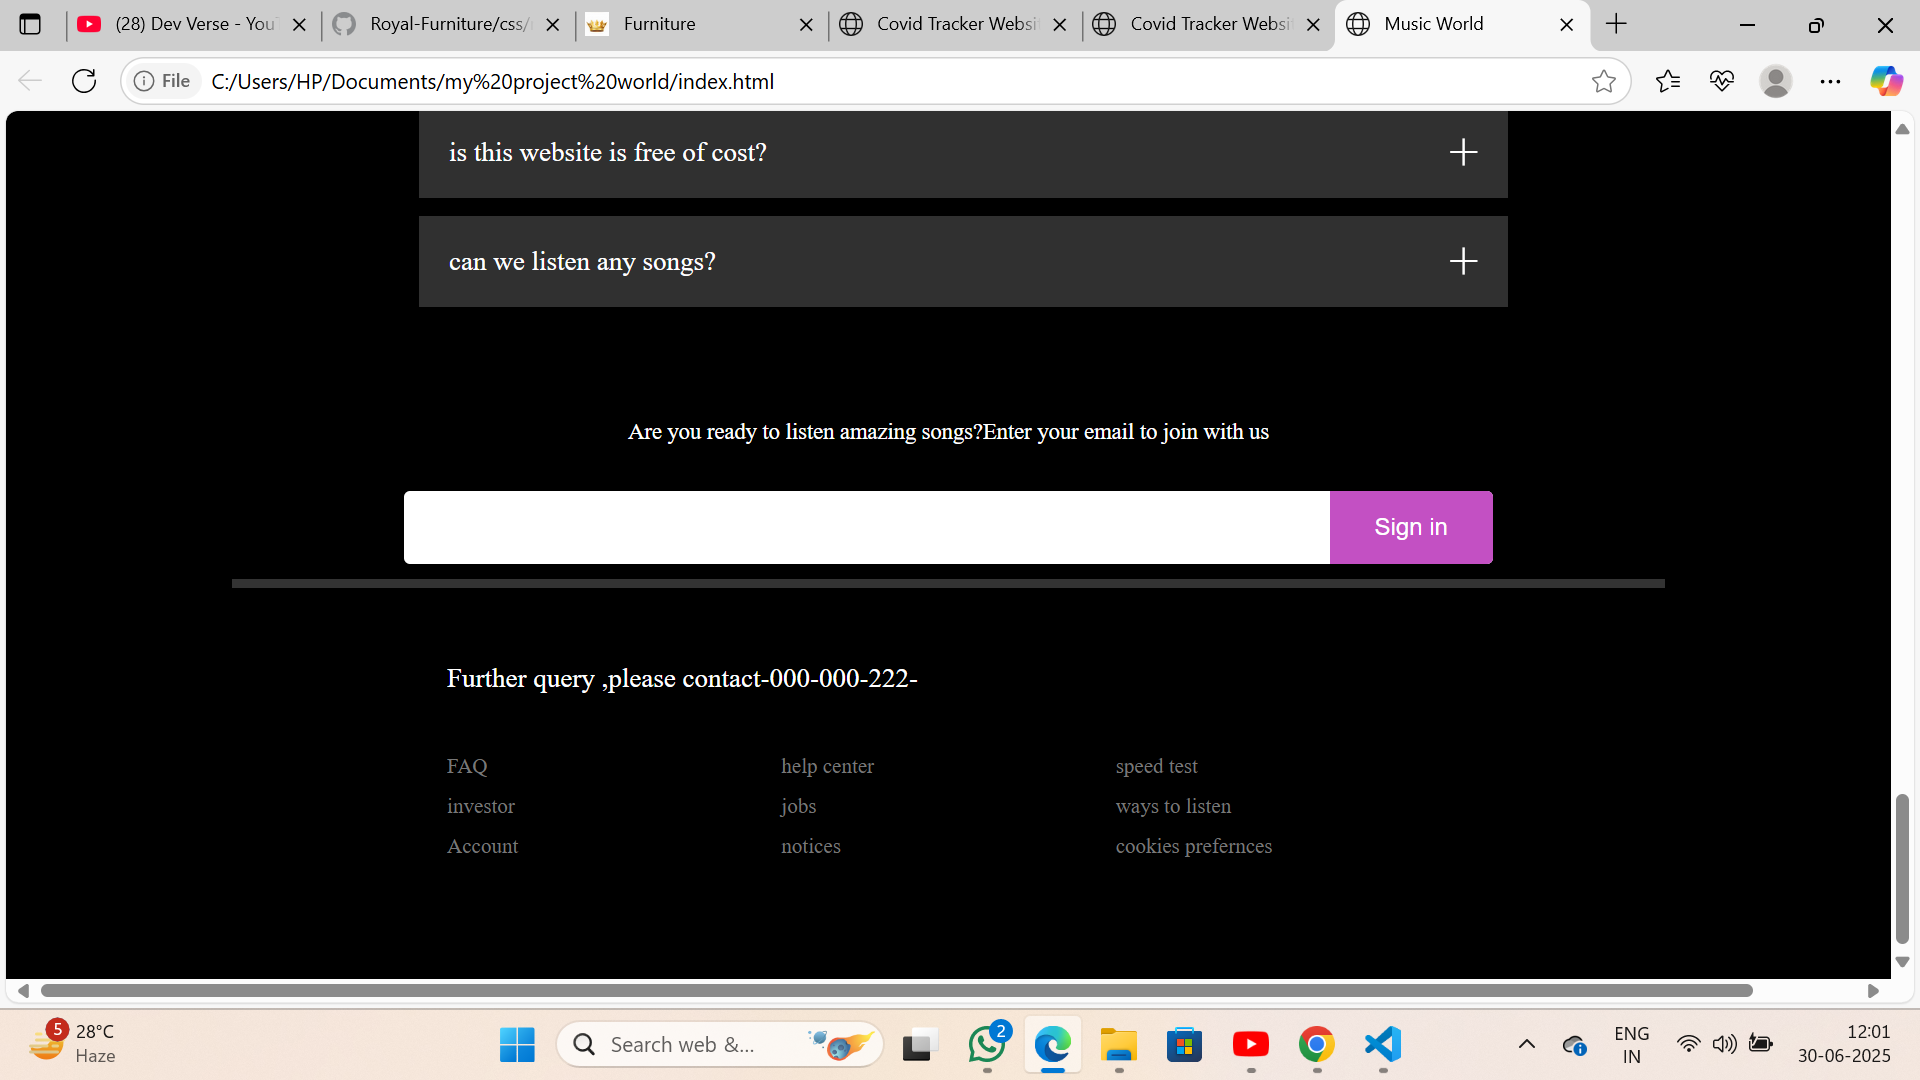 (28) Dev Verse - You
Royal-Furniture/css/
Furniture
Covid Tracker Websi
Covid Tracker Websi
Music World
File
C:/Users/HP/Documents/my%20project%20world/index.html
is this website is free of cost?
can we listen any songs?
Are you ready to listen amazing songs?Enter your email to join with us
Sign in
Further query ,please contact-000-000-222-
FAQ
help center
speed test
investor
jobs
ways to listen
Account
notices
cookies prefernces
5
28°C
Haze
Search web &...
2
ENG
IN
12:01
30-06-2025